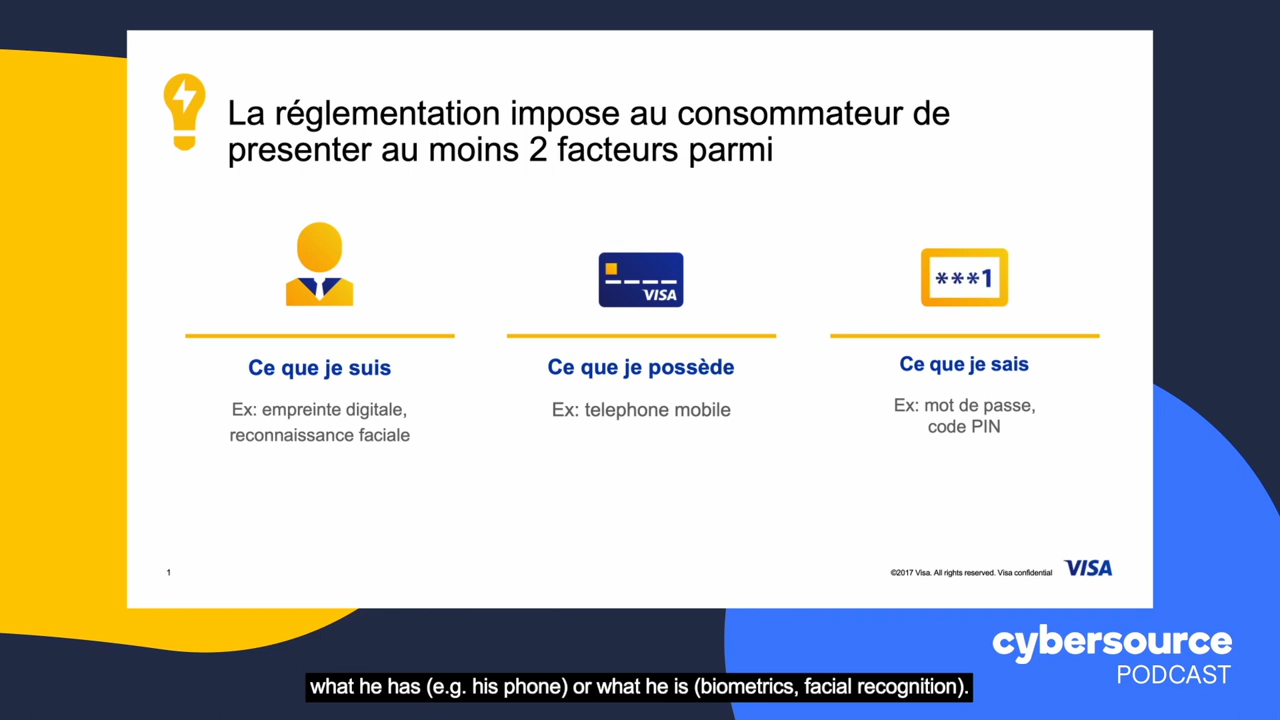 La réglementation impose au consommateur de
presenter au moins 2 facteurs parmi
VISA
***1
Ce que je suis
Ex: empreinte digitale,
reconnaissance faciale
Ce que je possède
Ex: telephone mobile
Ce que je sais
Ex: mot de passe,
code PIN
1
©2017 Visa. All rights reserved. Visa confidential
VISA
cybersource
PODCAST
what he has (e.g. his phone) or what he is (biometrics, facial recognition).